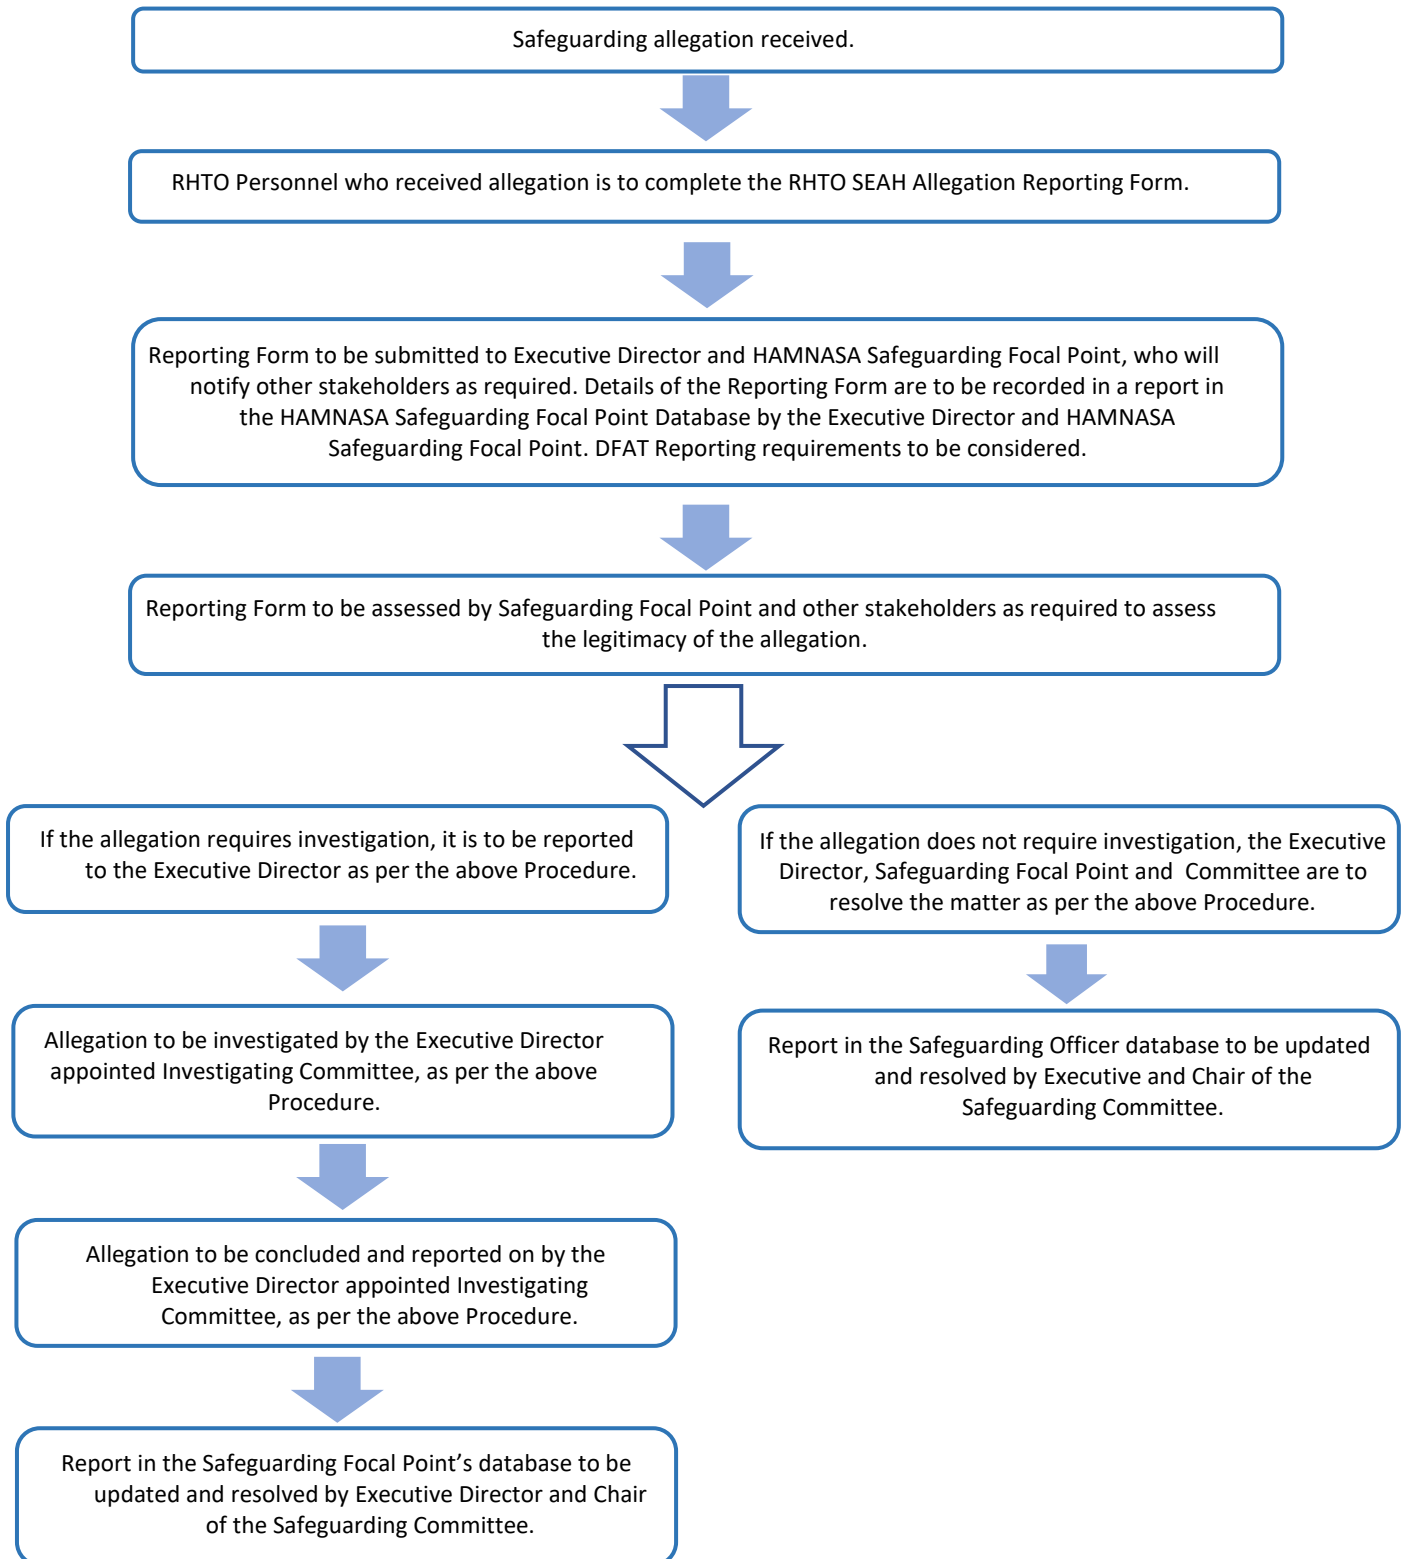 Safeguarding allegation received.
RHTO Personnel who received allegation is to complete the RHTO SEAH Allegation Reporting Form.
Reporting Form to be submitted to Executive Director and HAMNASA Safeguarding Focal Point, who will
notify other stakeholders as required. Details of the Reporting Form are to be recorded in a report in
the HAMNASA Safeguarding Focal Point Database by the Executive Director and HAMNASA
Safeguarding Focal Point. DFAT Reporting requirements to be considered.
Reporting Form to be assessed by Safeguarding Focal Point and other stakeholders as required to assess
the legitimacy of the allegation.
If the allegation requires investigation, it is to be reported
to the Executive Director as per the above Procedure.
If the allegation does not require investigation, the Executive
Director, Safeguarding Focal Point and  Committee are to
resolve the matter as per the above Procedure.
Allegation to be investigated by the Executive Director
appointed Investigating Committee, as per the above
Procedure.
Report in the Safeguarding Officer database to be updated
and resolved by Executive and Chair of the
Safeguarding Committee.
Allegation to be concluded and reported on by the
Executive Director appointed Investigating
Committee, as per the above Procedure.
Report in the Safeguarding Focal Point’s database to be
updated and resolved by Executive Director and Chair
of the Safeguarding Committee.